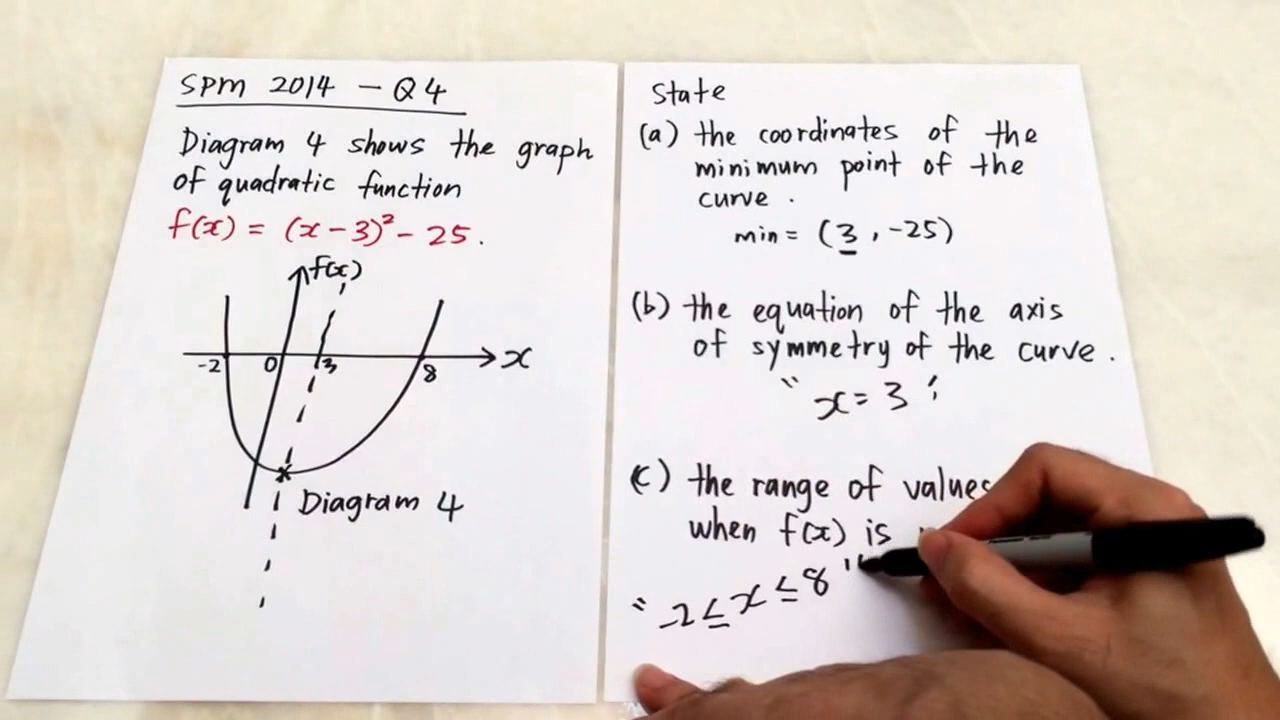 SPM 2014 - Q4
Diagram 4 shows the graph
of quadratic function
f(x) = (x-3)² - 25.
f(x)
-2 0 3 8 x
Diagram 4
State
(a) the coordinates of the
minimum point of the
curve.
min = (3, -25)
(b) the equation of the axis
of symmetry of the curve.
" x = 3 "
(c) the range of values
when f(x) is
" -2 ≤ x ≤ 8 "